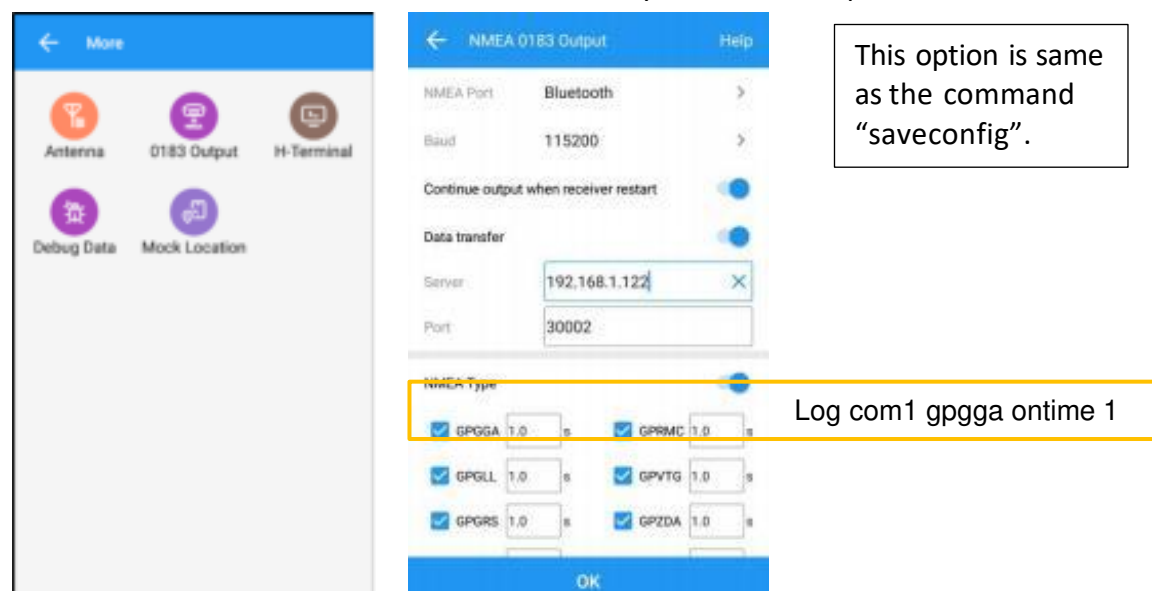 More
Antenna
0183 Output
H-Terminal
Debug Data
Mock Location
NMEA 0183 Output Help
NMEA Port Bluetooth
Baud 115200
Continue output when receiver restart
Data transfer
Server 192.168.1.122
Port 30002
NMEA Type
GPGGA 1.0 s GPRMC 1.0 s
GPGLL 1.0 s GPVTG 1.0 s
GPGRS 1.0 s GPZDA 1.0 s
OK
This option is same
as the command
“saveconfig”.
Log com1 gpgga ontime 1